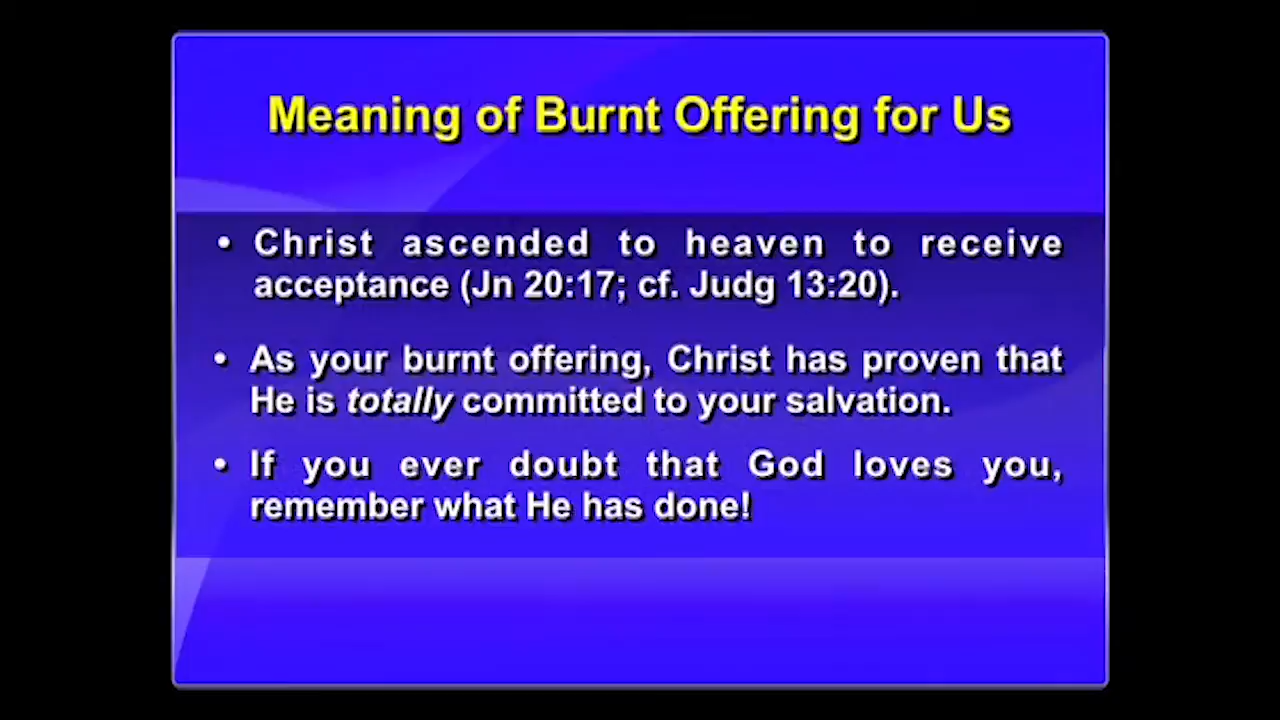 Meaning of Burnt Offering for Us
• Christ ascended to heaven to receive
acceptance (Jn 20:17; cf. Judg 13:20).
• As your burnt offering, Christ has proven that
He is totally committed to your salvation.
• If you ever doubt that God loves you,
remember what He has done!